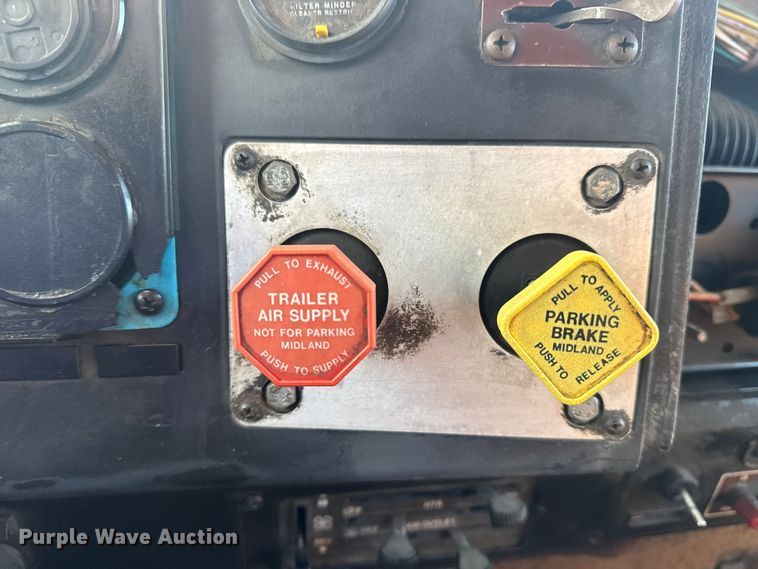 FILTER MINDER
PULL TO EXHAUST
TRAILER
AIR SUPPLY
NOT FOR PARKING
MIDLAND
PUSH TO SUPPLY
PULL TO APPLY
PARKING
BRAKE
MIDLAND
PUSH TO RELEASE
Purple Wave Auction